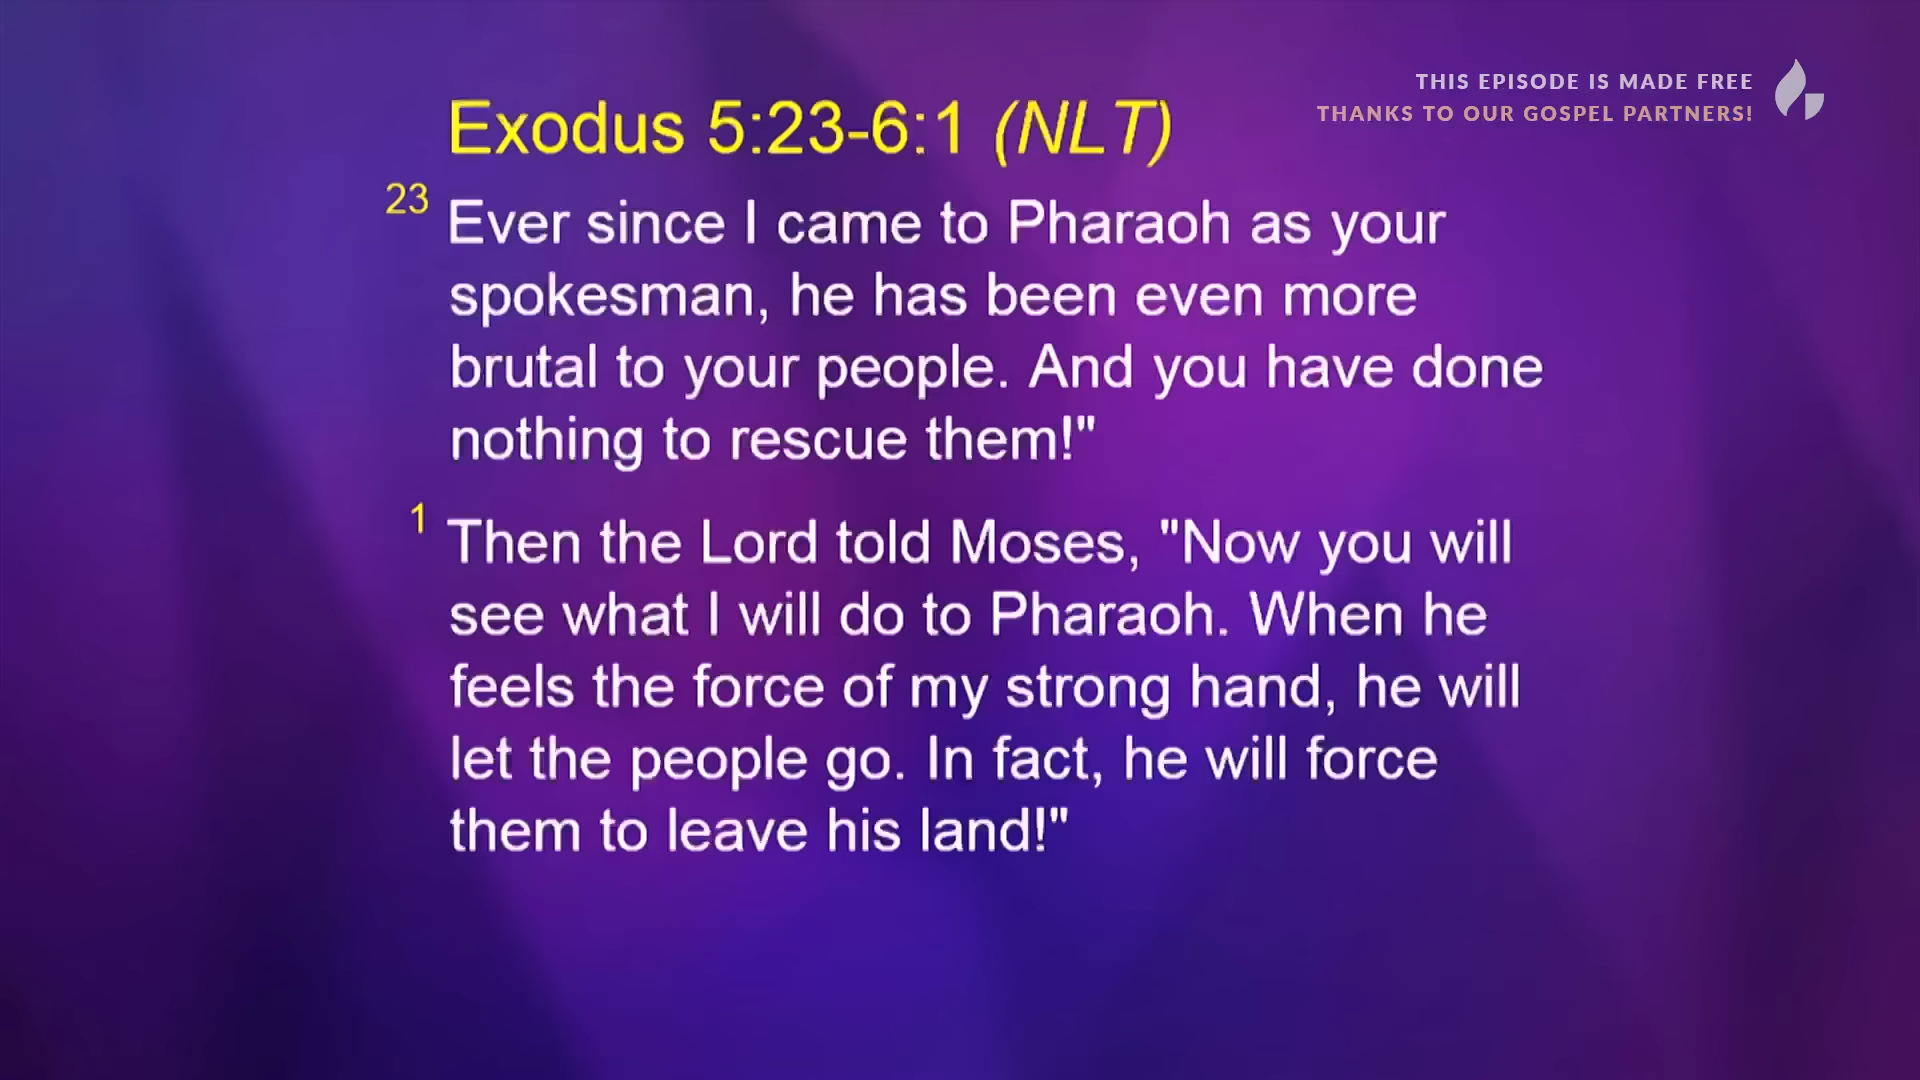 THIS EPISODE IS MADE FREE
THANKS TO OUR GOSPEL PARTNERS!
Exodus 5:23-6:1 (NLT)
23 Ever since I came to Pharaoh as your
spokesman, he has been even more
brutal to your people. And you have done
nothing to rescue them!"
1 Then the Lord told Moses, "Now you will
see what I will do to Pharaoh. When he
feels the force of my strong hand, he will
let the people go. In fact, he will force
them to leave his land!"